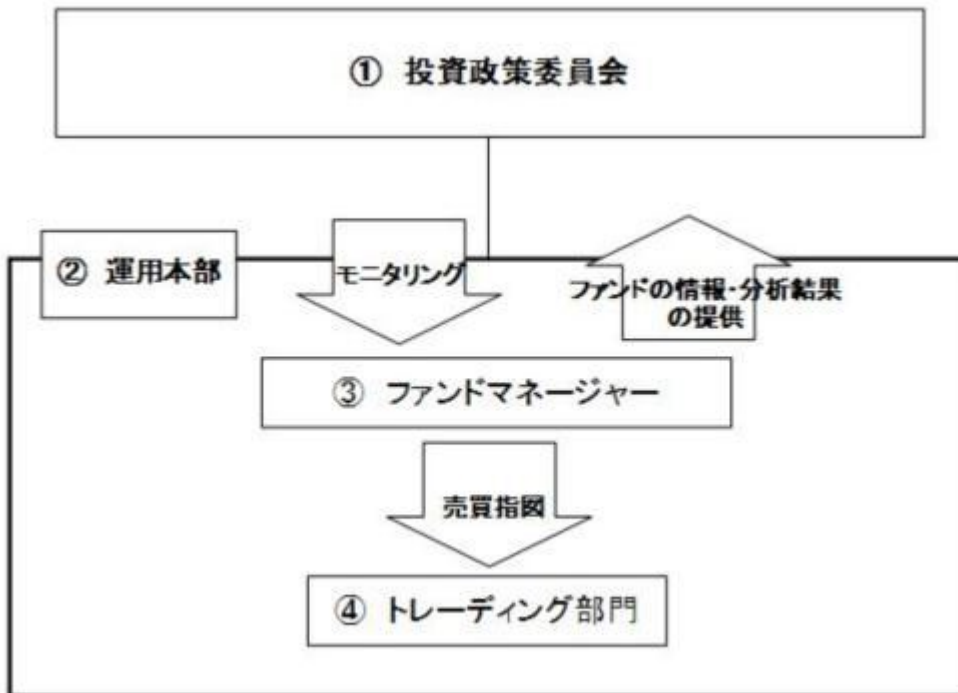 ① 投資政策委員会
② 運用本部
モニタリング
ファンドの情報・分析結果
の提供
③ ファンドマネージャー
売買指図
④ トレーディング部門